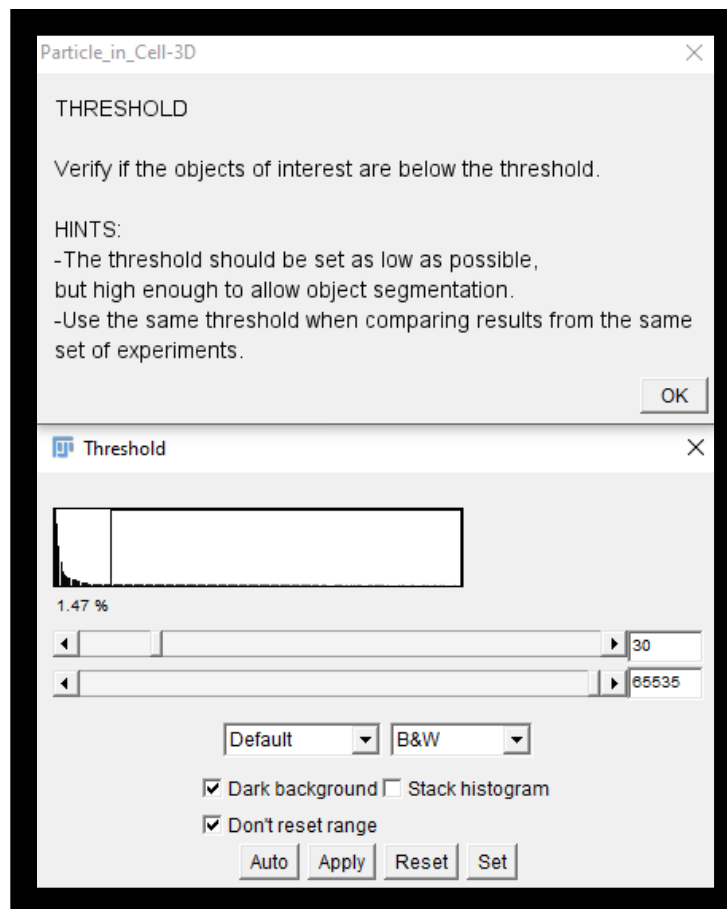 Particle_in_Cell-3D
THRESHOLD
Verify if the objects of interest are below the threshold.
HINTS:
-The threshold should be set as low as possible,
but high enough to allow object segmentation.
-Use the same threshold when comparing results from the same
set of experiments.
OK
Threshold
1.47 %
30
65535
Default B&W
Dark background Stack histogram
Don't reset range
Auto Apply Reset Set